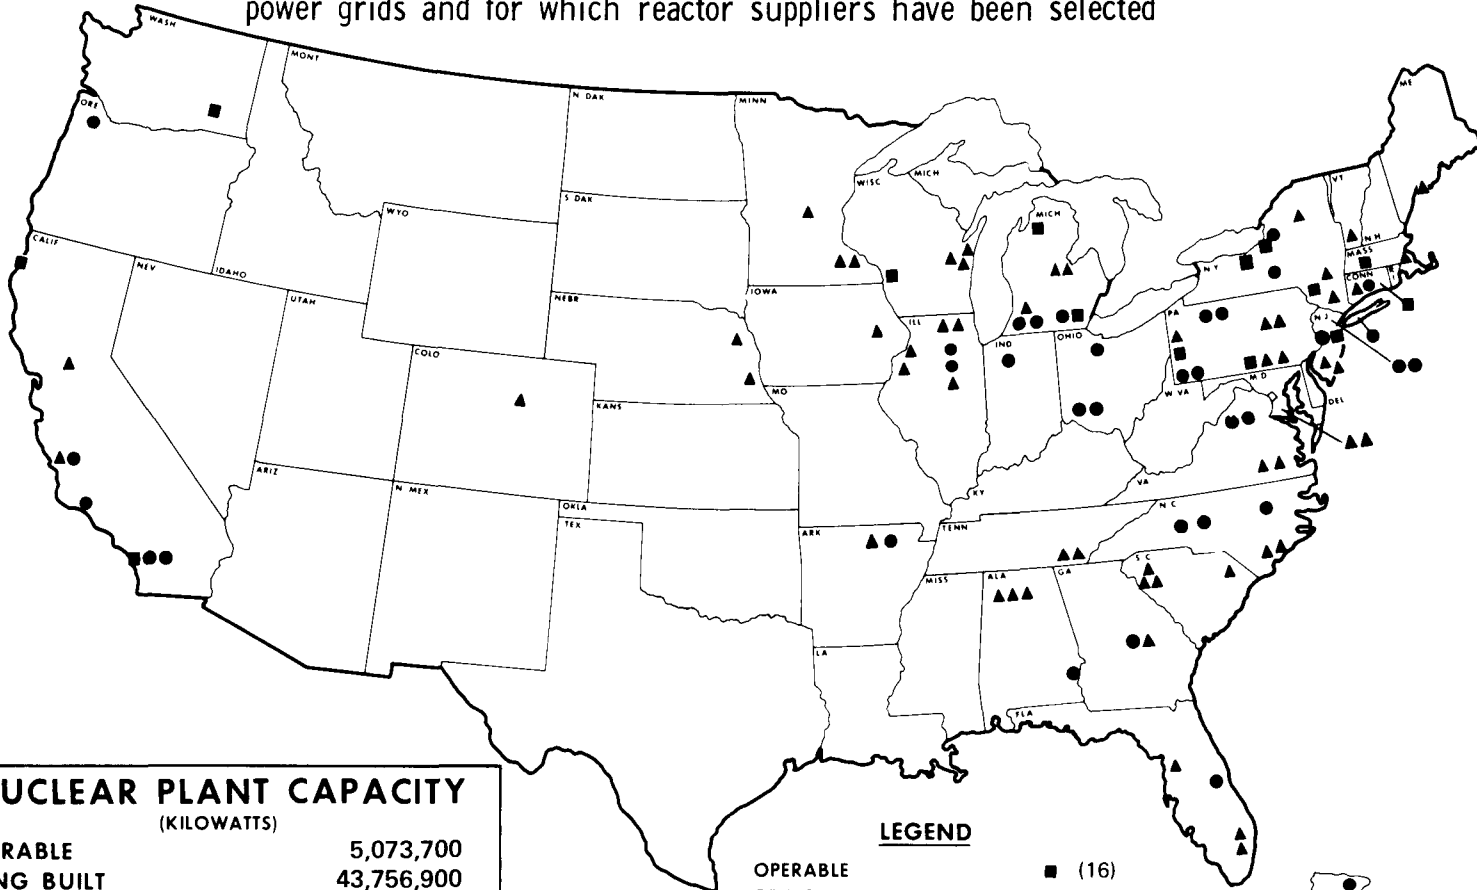 power grids and for which reactor suppliers have been selected
WASH
MONT
N DAK
MINN
ORE
ME
WISC
MICH
VT
S DAK
WYO
MICH
N H
CALIF
MASS
NEV
IDAHO
N Y
CONN
R I
UTAH
NEBR
IOWA
ILL
PA
N J
COLO
IND
OHIO
MD
MO
W VA
DEL
KANS
ARIZ
N MEX
KY
VA
OKLA
N C
TEX
ARK
TENN
S C
MISS
ALA
GA
LA
FLA
UCLEAR PLANT CAPACITY
(KILOWATTS)
RABLE 5,073,700
NG BUILT 43,756,900
LEGEND
OPERABLE ■ (16)